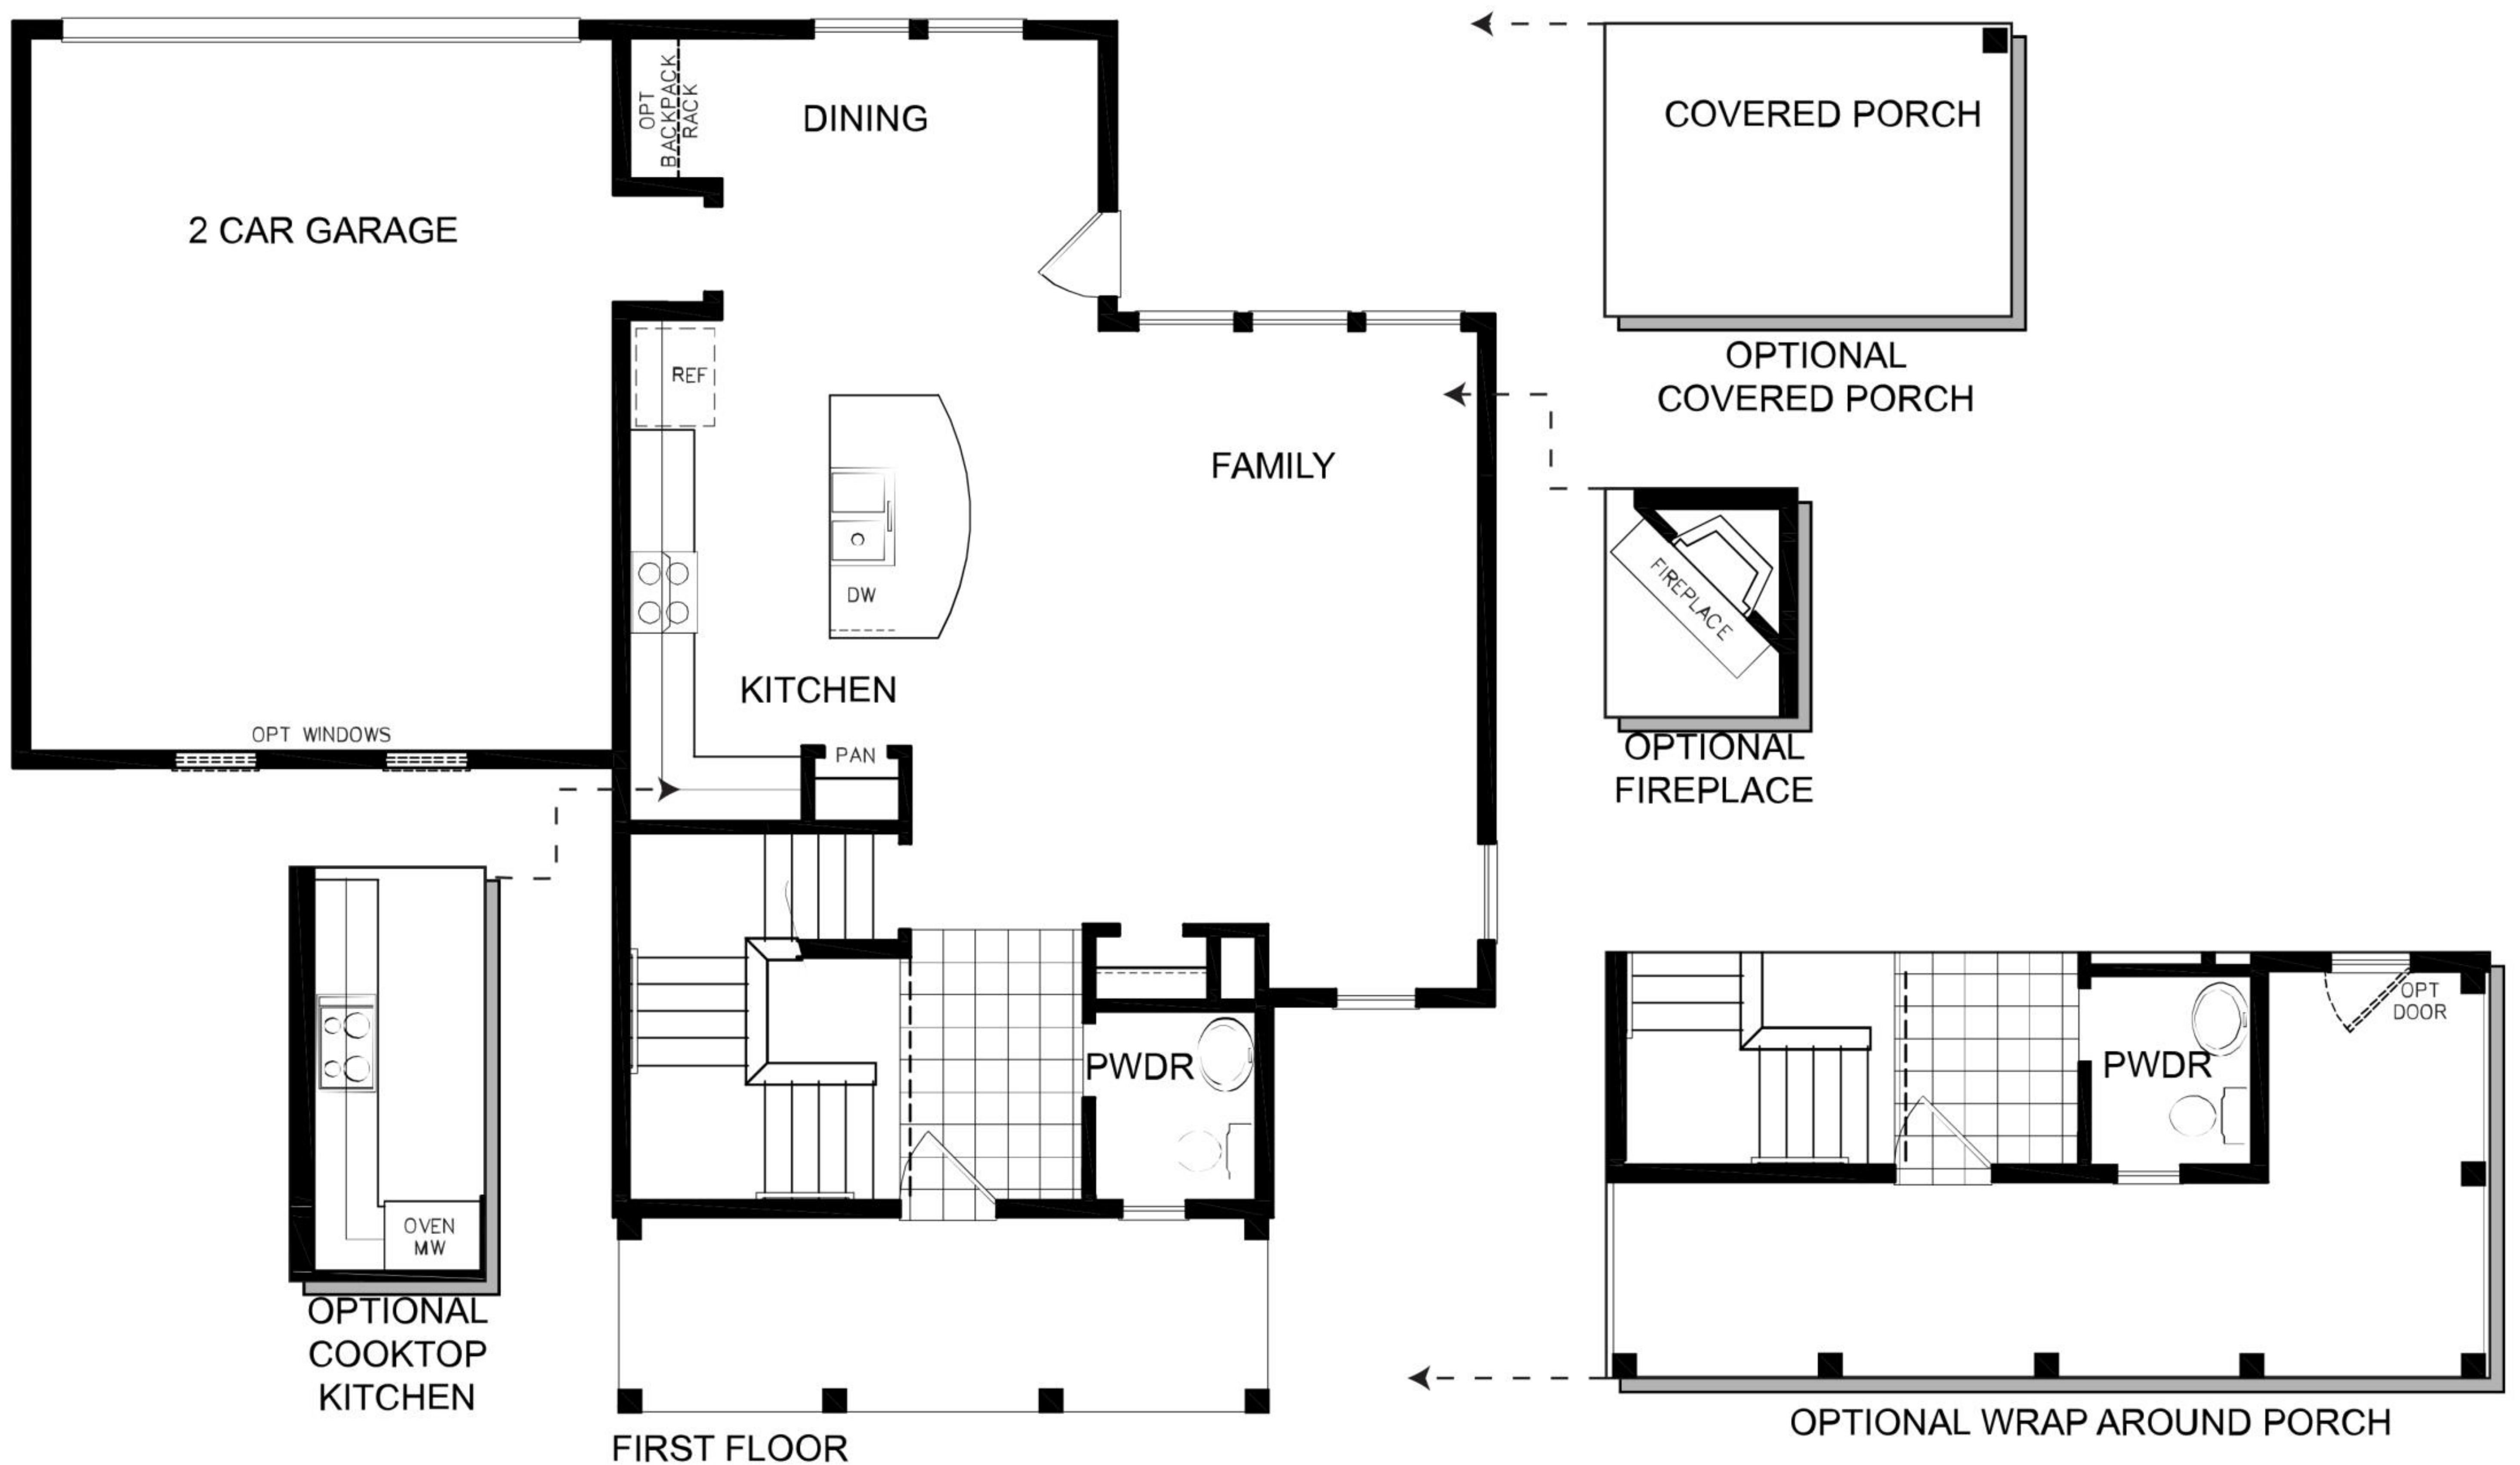 OPT
BACKPACK
RACK
DINING
COVERED PORCH
2 CAR GARAGE
OPTIONAL
COVERED PORCH
REF
FAMILY
FIREPLACE
DW
KITCHEN
OPT WINDOWS
PAN
OPTIONAL
FIREPLACE
OPT
DOOR
PWDR
PWDR
OVEN
MW
OPTIONAL
COOKTOP
KITCHEN
OPTIONAL WRAP AROUND PORCH
FIRST FLOOR